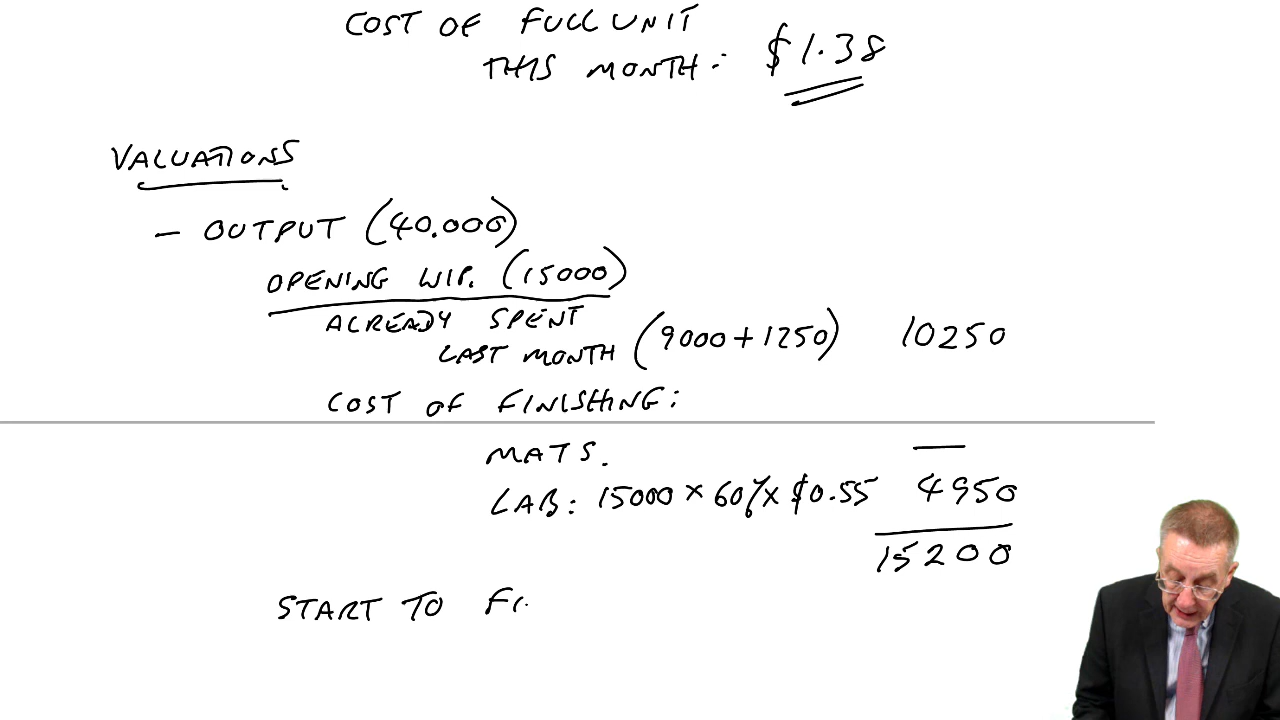 COST OF FULL UNIT
THIS MONTH: $1.38
VALUATIONS
- OUTPUT (40.000)
OPENING WIP. (15000)
ALREADY SPENT
LAST MONTH (9000+1250) 10250
COST OF FINISHING:
MATS. —
LAB: 15000 × 60% × $0.55 4950
15200
START TO FI